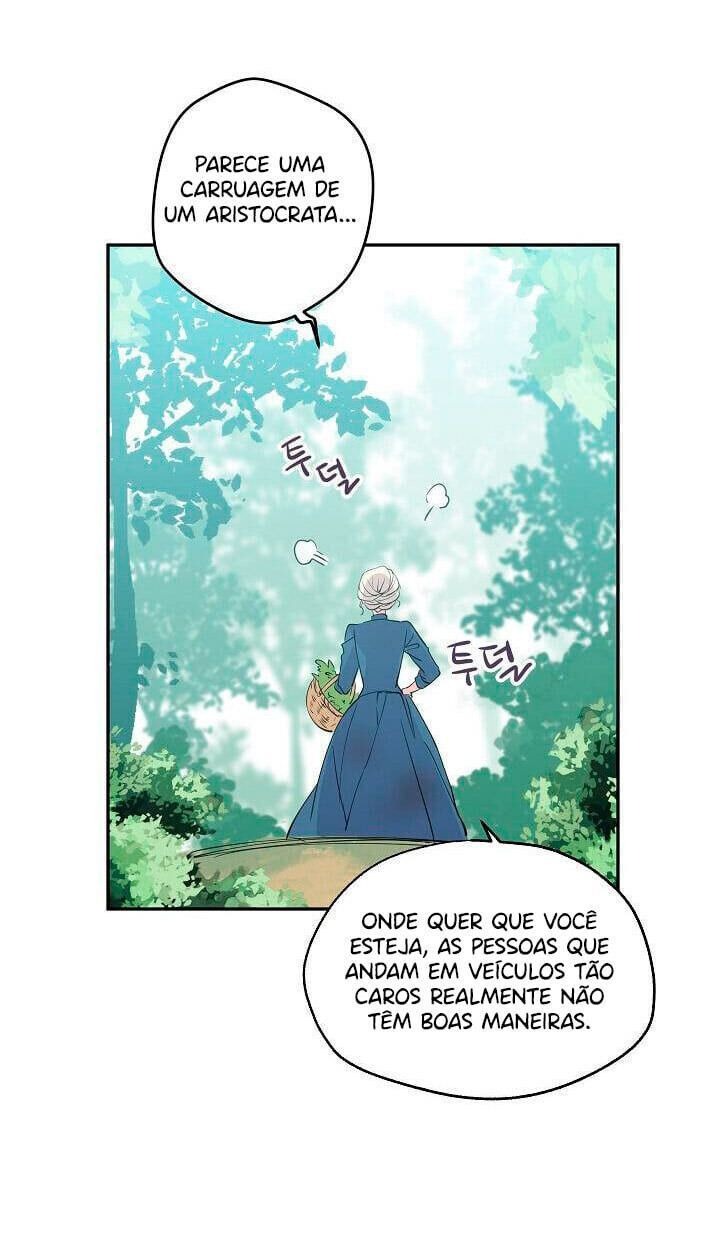 PARECE UMA
CARRUAGEM DE
UM ARISTOCRATA...
투덜
투덜
ONDE QUER QUE VOCÊ
ESTEJA, AS PESSOAS QUE
ANDAM EM VEÍCULOS TÃO
CAROS REALMENTE NÃO
TÊM BOAS MANEIRAS.